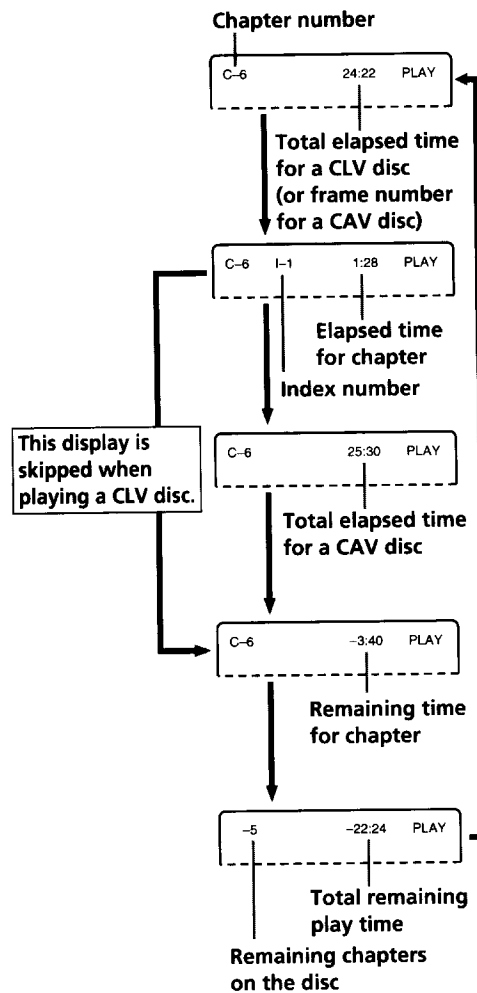 Chapter number
C–6 24:22 PLAY
Total elapsed time
for a CLV disc
(or frame number
for a CAV disc)
C–6 I–1 1:28 PLAY
Elapsed time
for chapter
Index number
This display is
skipped when
playing a CLV disc.
C–6 25:30 PLAY
Total elapsed time
for a CAV disc
C–6 –3:40 PLAY
Remaining time
for chapter
–5 –22:24 PLAY
Total remaining
play time
Remaining chapters
on the disc